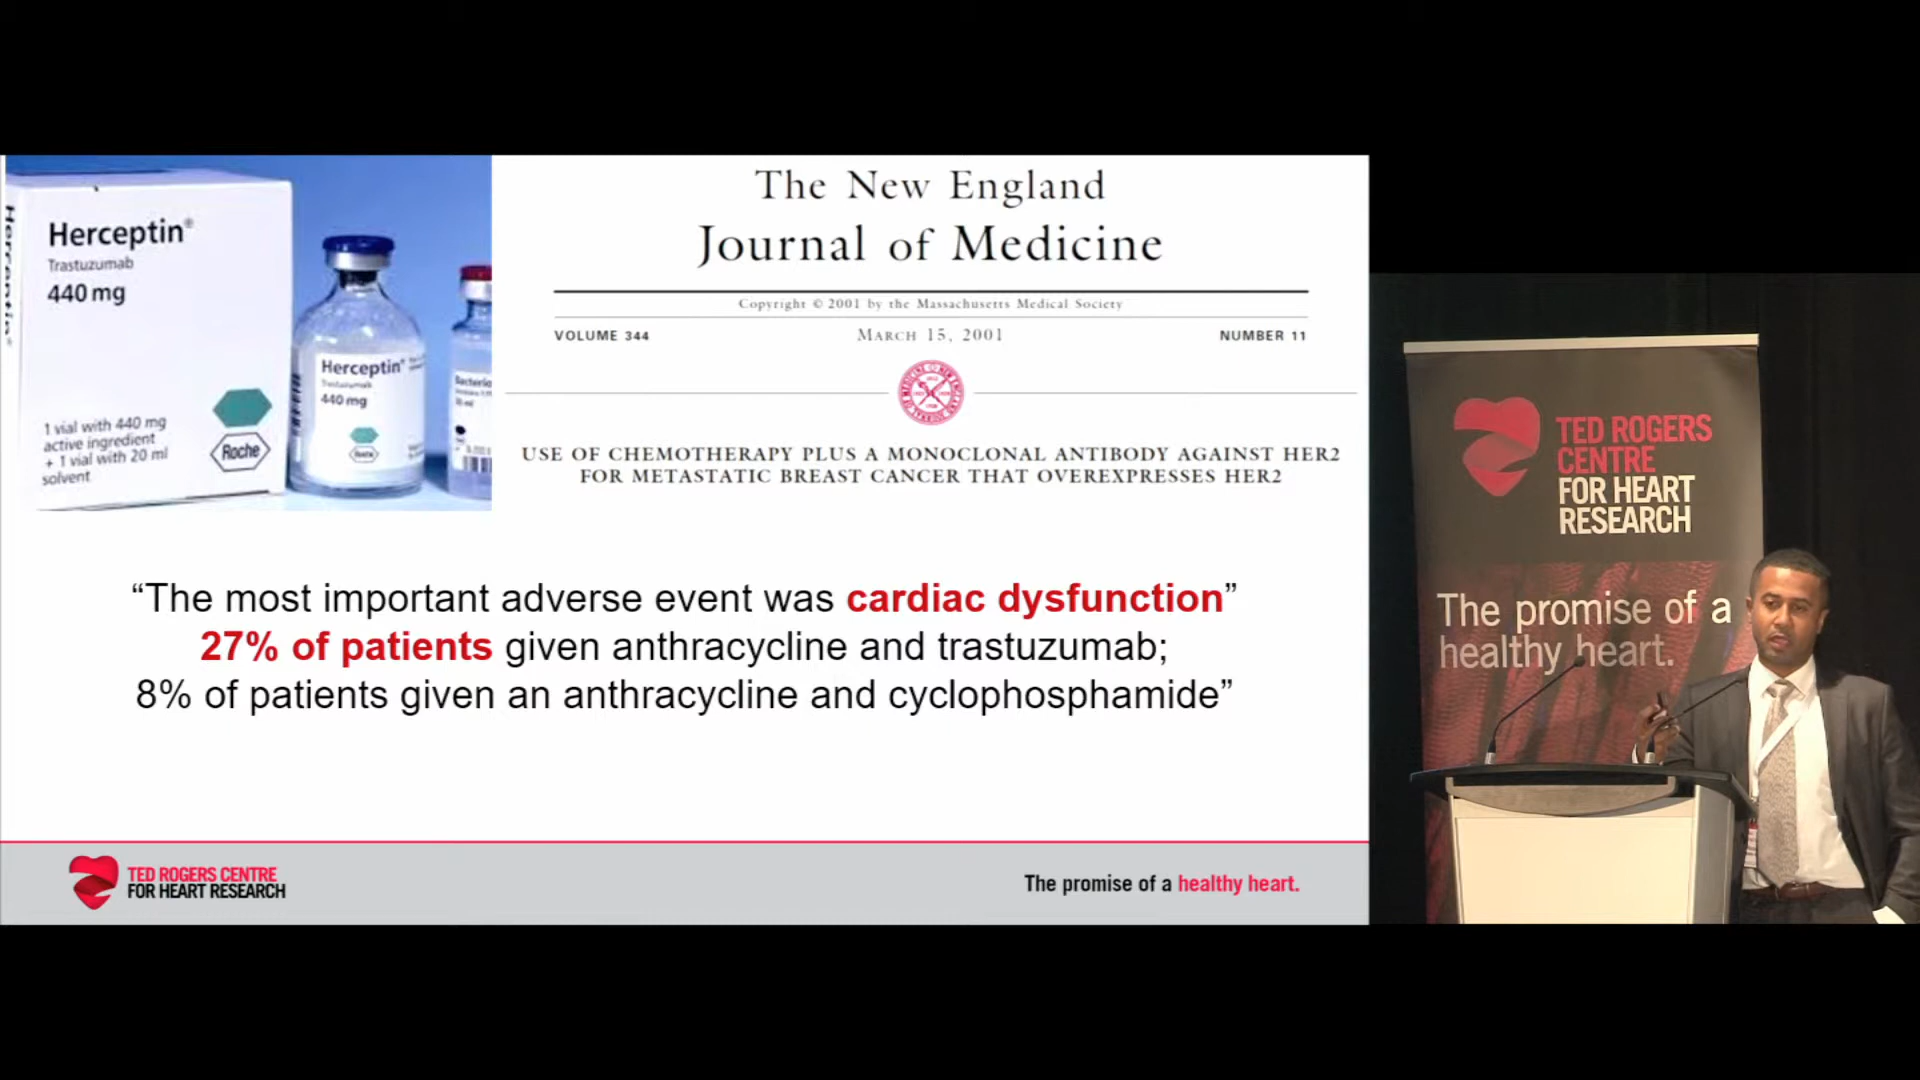 Herceptin®
Trastuzumab
440 mg
1 vial with 440 mg
active ingredient
+ 1 vial with 20 ml
solvent
Roche
Herceptin
Herceptin®
Trastuzumab
440 mg
Roche
The New England
Journal of Medicine
Copyright © 2001 by the Massachusetts Medical Society
VOLUME 344
MARCH 15, 2001
NUMBER 11
USE OF CHEMOTHERAPY PLUS A MONOCLONAL ANTIBODY AGAINST HER2
FOR METASTATIC BREAST CANCER THAT OVEREXPRESSES HER2
“The most important adverse event was cardiac dysfunction”
27% of patients given anthracycline and trastuzumab;
8% of patients given an anthracycline and cyclophosphamide”
TED ROGERS CENTRE
FOR HEART RESEARCH
The promise of a healthy heart.
TED ROGERS
CENTRE
FOR HEART
RESEARCH
The promise of a
healthy heart.